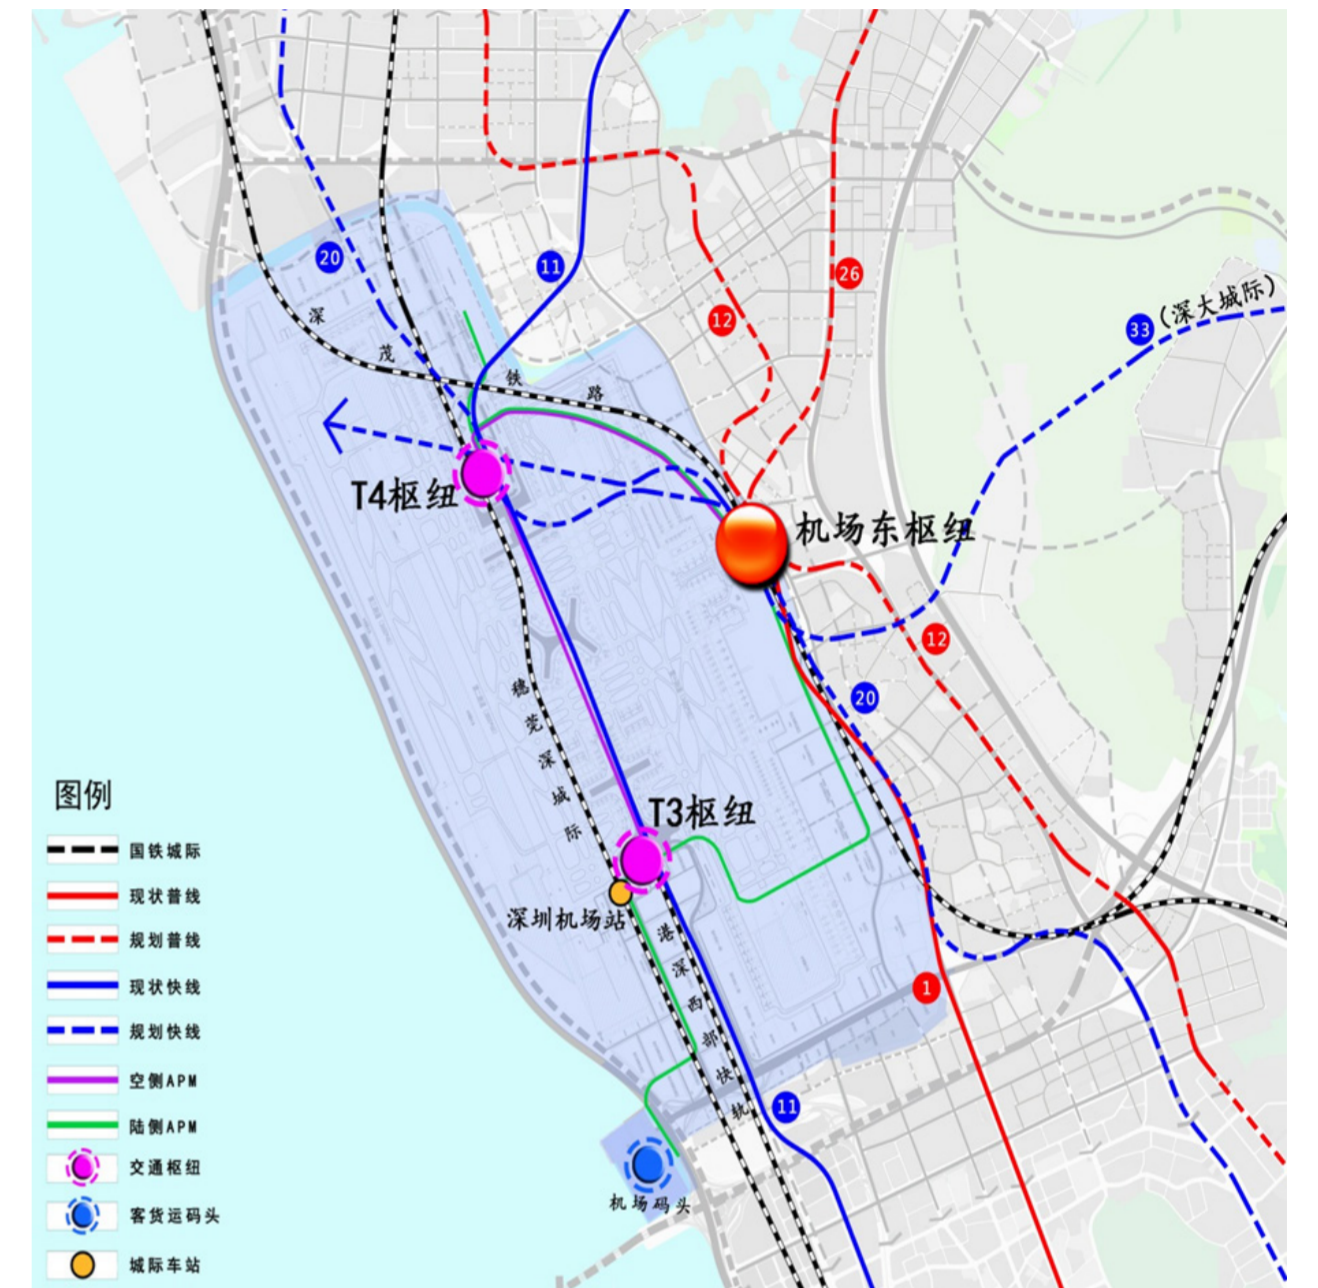 20
11
12
26
33
(深大城际)
深茂铁路
T4枢纽
机场东枢纽
12
20
穗莞深城际
T3枢纽
深圳机场站
港深西部快轨
1
11
机场码头
图例
国铁城际
现状普线
规划普线
现状快线
规划快线
空侧APM
陆侧APM
交通枢纽
客货运码头
城际车站